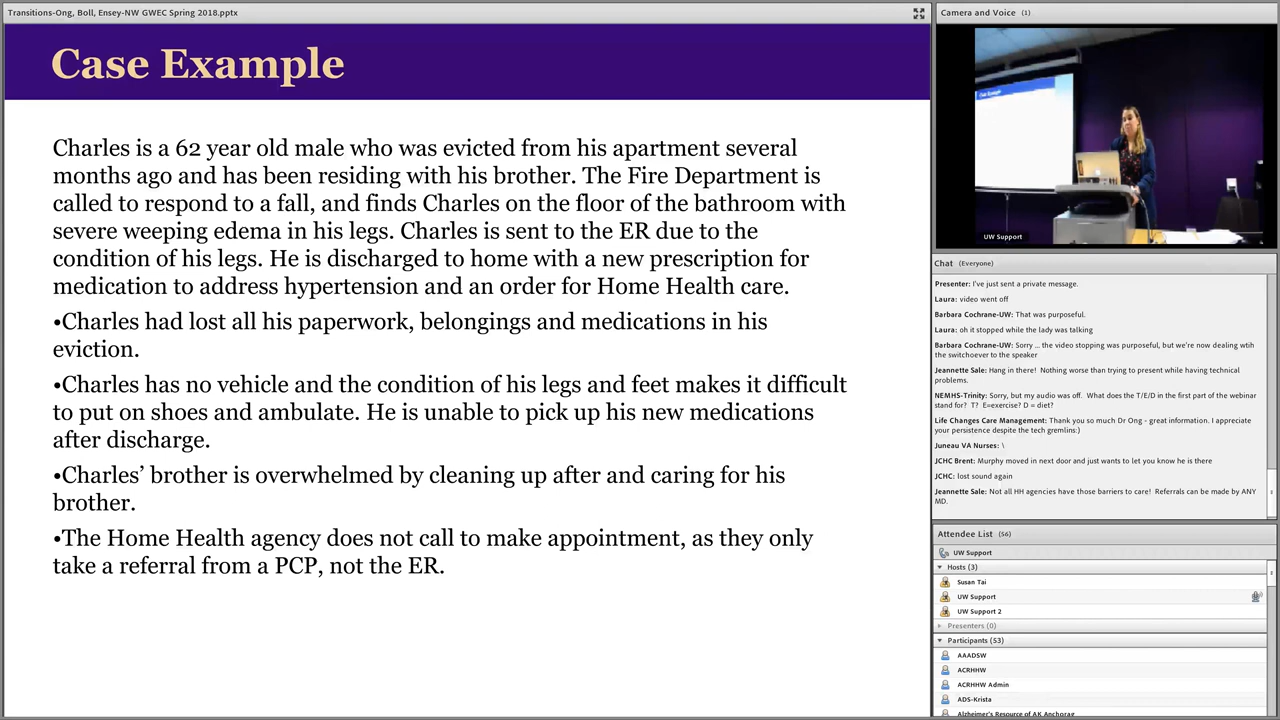 Transitions-Ong, Boll, Ensey-NW GWEC Spring 2018.pptx
Case Example
Charles is a 62 year old male who was evicted from his apartment several
months ago and has been residing with his brother. The Fire Department is
called to respond to a fall, and finds Charles on the floor of the bathroom with
severe weeping edema in his legs. Charles is sent to the ER due to the
condition of his legs. He is discharged to home with a new prescription for
medication to address hypertension and an order for Home Health care.
•Charles had lost all his paperwork, belongings and medications in his
eviction.
•Charles has no vehicle and the condition of his legs and feet makes it difficult
to put on shoes and ambulate. He is unable to pick up his new medications
after discharge.
•Charles’ brother is overwhelmed by cleaning up after and caring for his
brother.
•The Home Health agency does not call to make appointment, as they only
take a referral from a PCP, not the ER.
Camera and Voice (1)
Case Example
UW Support
Chat (Everyone)
Presenter: I've just sent a private message.
Laura: video went off
Barbara Cochrane-UW: That was purposeful.
Laura: oh it stopped while the lady was talking
Barbara Cochrane-UW: Sorry ... the video stopping was purposeful, but we're now dealing wtih
the switchoever to the speaker
Jeannette Sale: Hang in there! Nothing worse than trying to present while having technical
problems.
NEMHS-Trinity: Sorry, but my audio was off. What does the T/E/D in the first part of the webinar
stand for? T? E=exercise? D = diet?
Life Changes Care Management: Thank you so much Dr Ong - great information. I appreciate
your persistence despite the tech gremlins:)
Juneau VA Nurses: \
JCHC Brent: Murphy moved in next door and just wants to let you know he is there
JCHC: lost sound again
Jeannette Sale: Not all HH agencies have those barriers to care! Referrals can be made by ANY
MD.
Attendee List (56)
UW Support
Hosts (3)
Susan Tai
UW Support
UW Support 2
Presenters (0)
Participants (53)
AAADSW
ACRHHW
ACRHHW Admin
ADS-Krista
Alzheimer's Resource of AK Anchorag